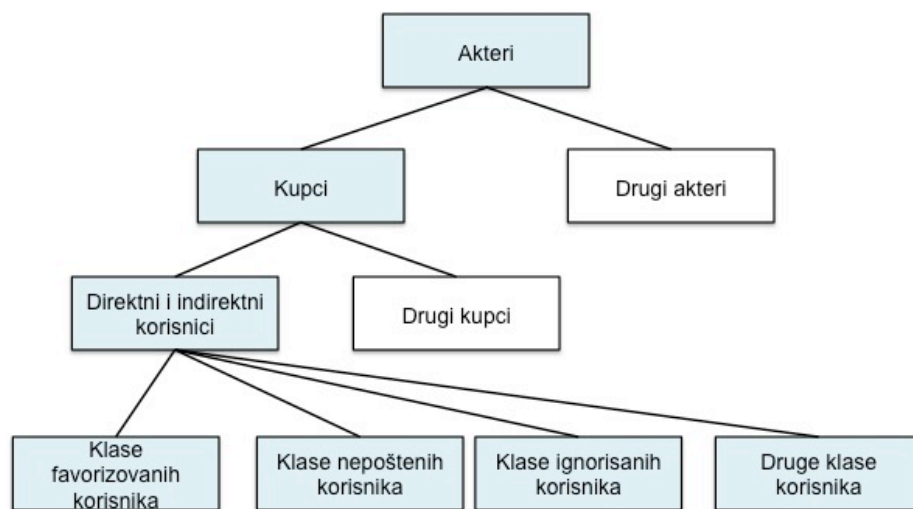 Akteri
Kupci
Drugi akteri
Direktni i indirektni
korisnici
Drugi kupci
Klase
favorizovanih
korisnika
Klase nepoštenih
korisnika
Klase ignorisanih
korisnika
Druge klase
korisnika